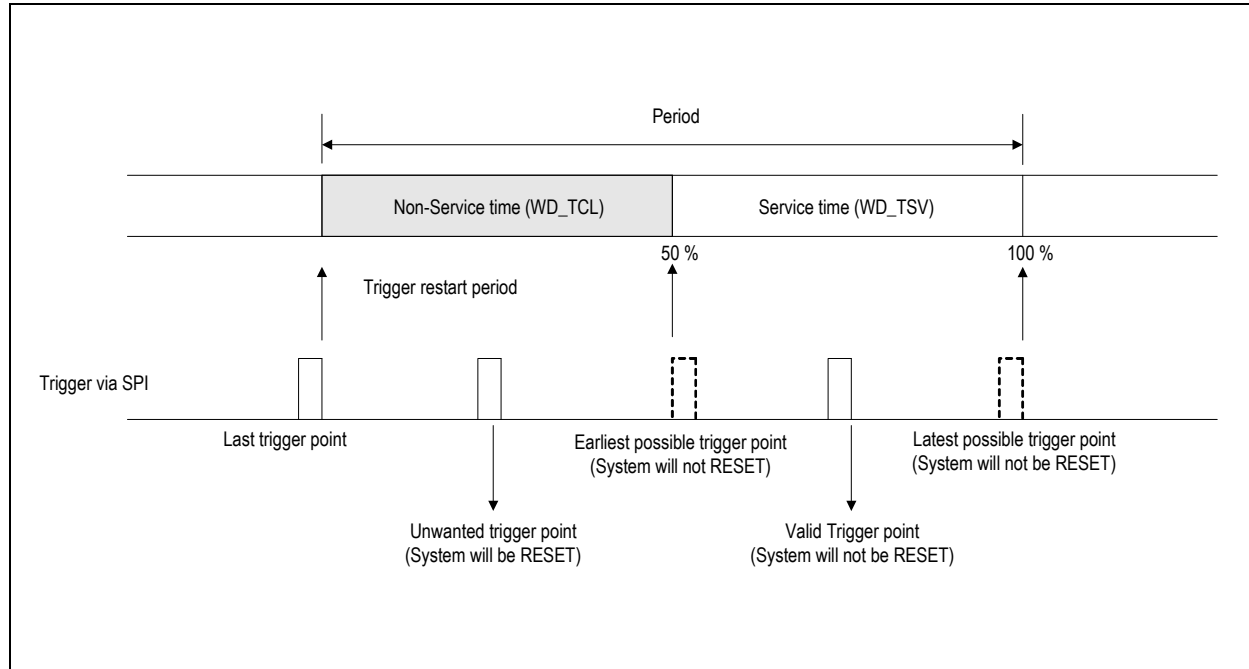 Period
Non-Service time (WD_TCL)
Service time (WD_TSV)
50 %
100 %
Trigger restart period
Trigger via SPI
Last trigger point
Earliest possible trigger point
(System will not RESET)
Latest possible trigger point
(System will not be RESET)
Unwanted trigger point
(System will be RESET)
Valid Trigger point
(System will not be RESET)